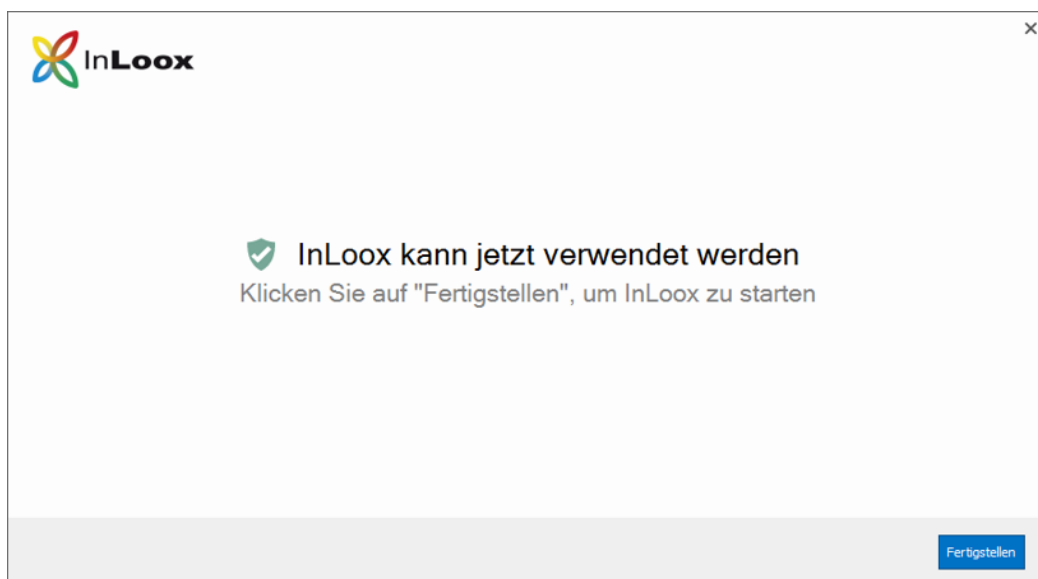 InLoox
InLoox kann jetzt verwendet werden
Klicken Sie auf "Fertigstellen", um InLoox zu starten
Fertigstellen